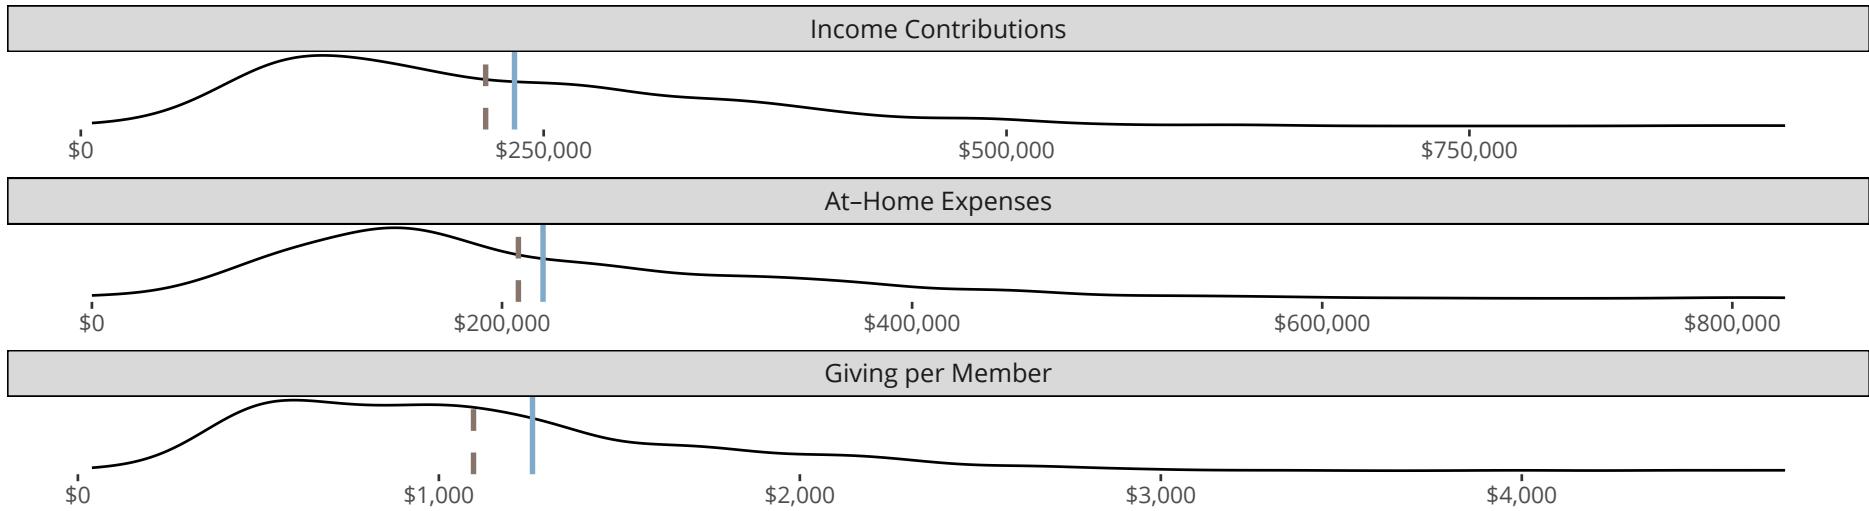 Income Contributions
$0 $250,000 $500,000 $750,000
At–Home Expenses
$0 $200,000 $400,000 $600,000 $800,000
Giving per Member
$0 $1,000 $2,000 $3,000 $4,000